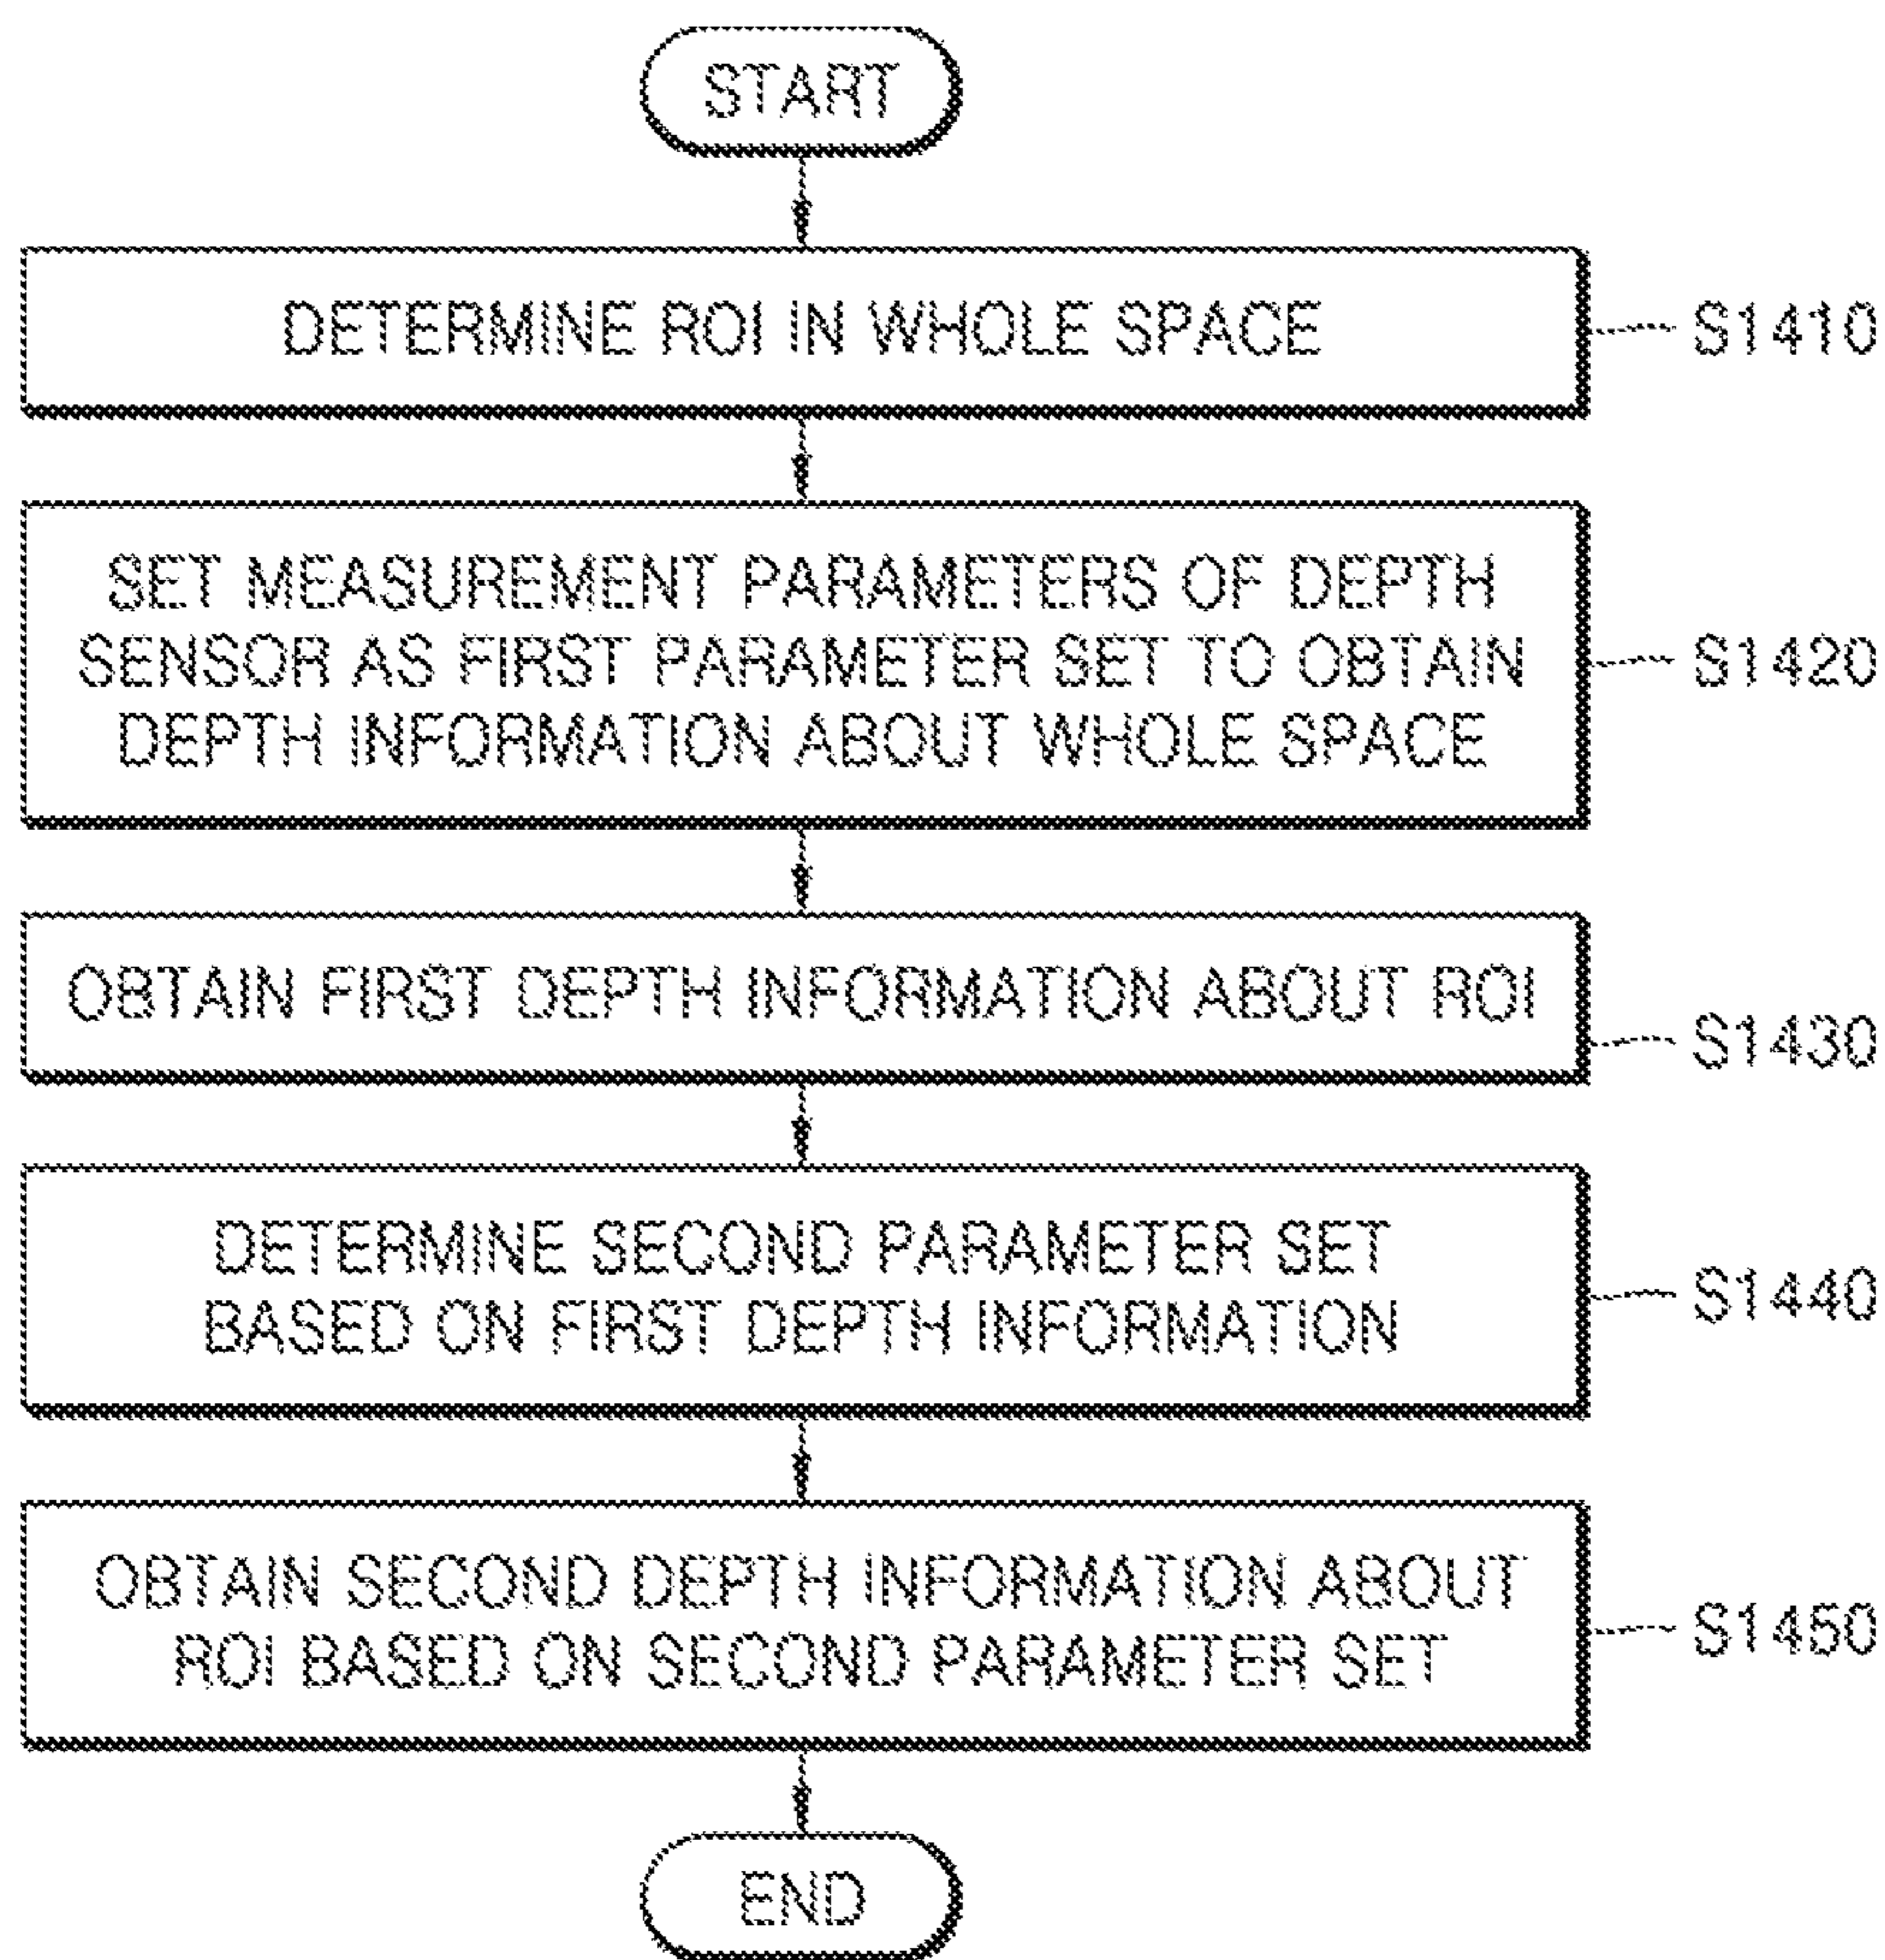 START
DETERMINE ROI IN WHOLE SPACE
S1410
SET MEASUREMENT PARAMETERS OF DEPTH
SENSOR AS FIRST PARAMETER SET TO OBTAIN
DEPTH INFORMATION ABOUT WHOLE SPACE
S1420
OBTAIN FIRST DEPTH INFORMATION ABOUT ROI
S1430
DETERMINE SECOND PARAMETER SET
BASED ON FIRST DEPTH INFORMATION
S1440
OBTAIN SECOND DEPTH INFORMATION ABOUT
ROI BASED ON SECOND PARAMETER SET
S1450
END